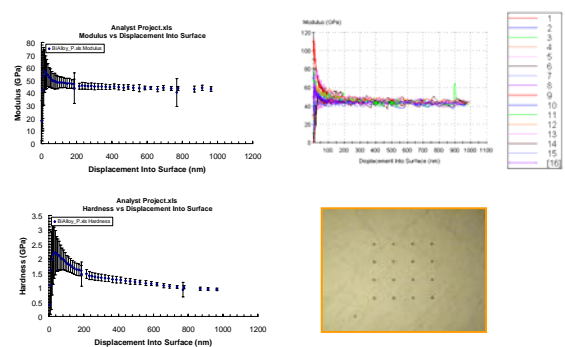 Analyst Project.xls
Modulus vs Displacement Into Surface
BiAlloy_P.xls Modulus
Modulus (GPa)
80
70
60
50
40
30
20
10
0
0 200 400 600 800 1000 1200
Displacement Into Surface (nm)
Modulus (GPa)
120
100
80
60
40
20
0
100 200 300 400 500 600 700 800 900 1000 1100
Displacement Into Surface (nm)
1
2
3
4
5
6
7
8
9
10
11
12
13
14
15
[16]
Analyst Project.xls
Hardness vs Displacement Into Surface
BiAlloy_P.xls Hardness
Hardness (GPa)
3.5
3
2.5
2
1.5
1
0.5
0
0 200 400 600 800 1000 1200
Displacement Into Surface (nm)